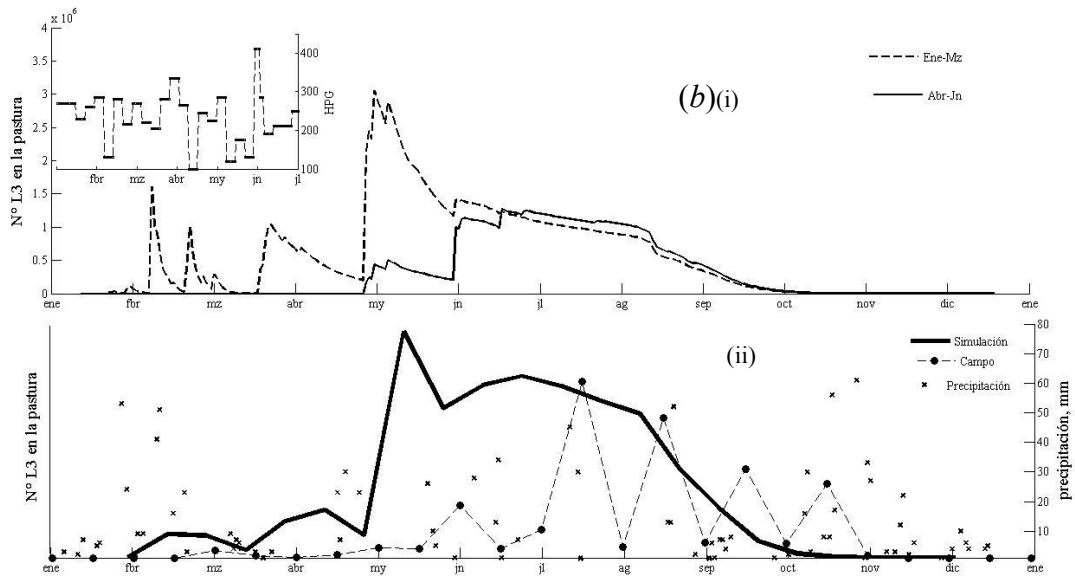 x 10⁶
4
3.5
3
2.5
2
1.5
1
0.5
0
N° L3 en la pastura
400
300
200
100
HPG
fbr mz abr my jn jl
Ene-Mz
Abr-Jn
(b)(i)
ene fbr mz abr my jn jl ag sep oct nov dic ene
N° L3 en la pastura
(ii)
Simulación
Campo
Precipitación
80
70
60
50
40
30
20
10
precipitación, mm
ene fbr mz abr my jn jl ag sep oct nov dic ene